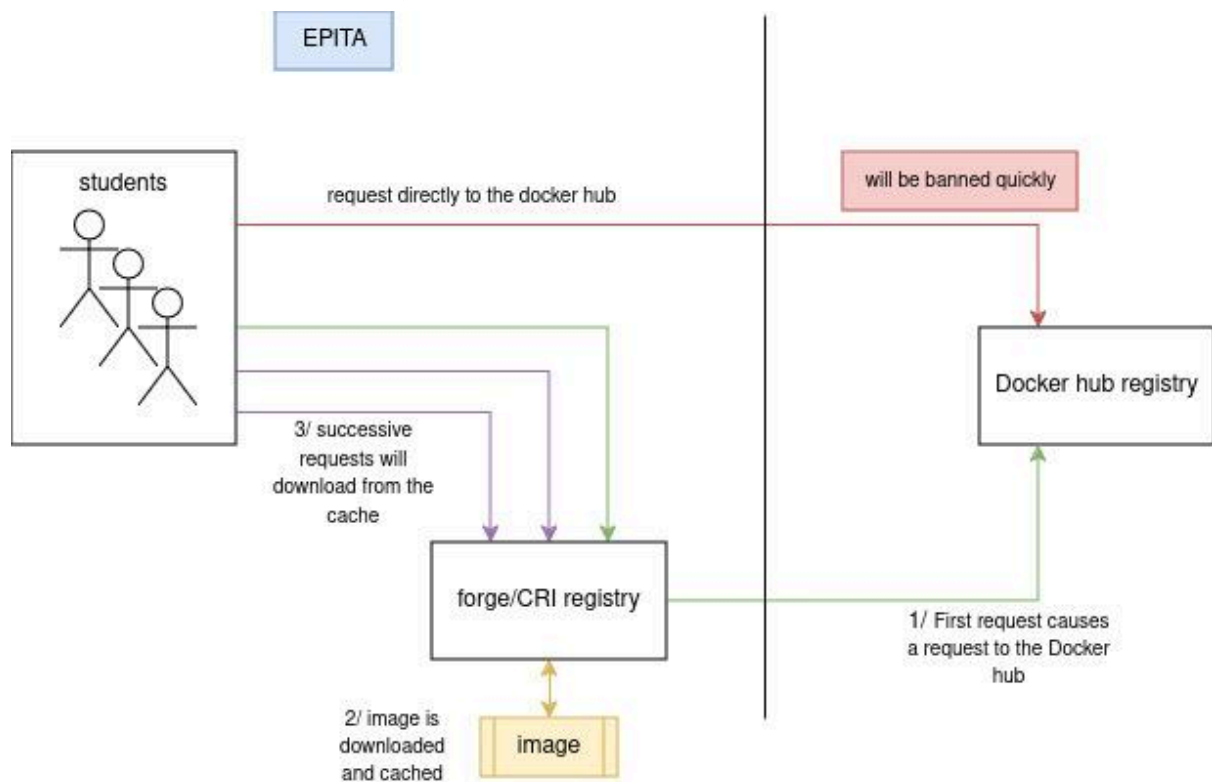 EPITA
students
request directly to the docker hub
will be banned quickly
Docker hub registry
3/ successive
requests will
download from the
cache
forge/CRI registry
1/ First request causes
a request to the Docker
hub
2/ image is
downloaded
and cached
image